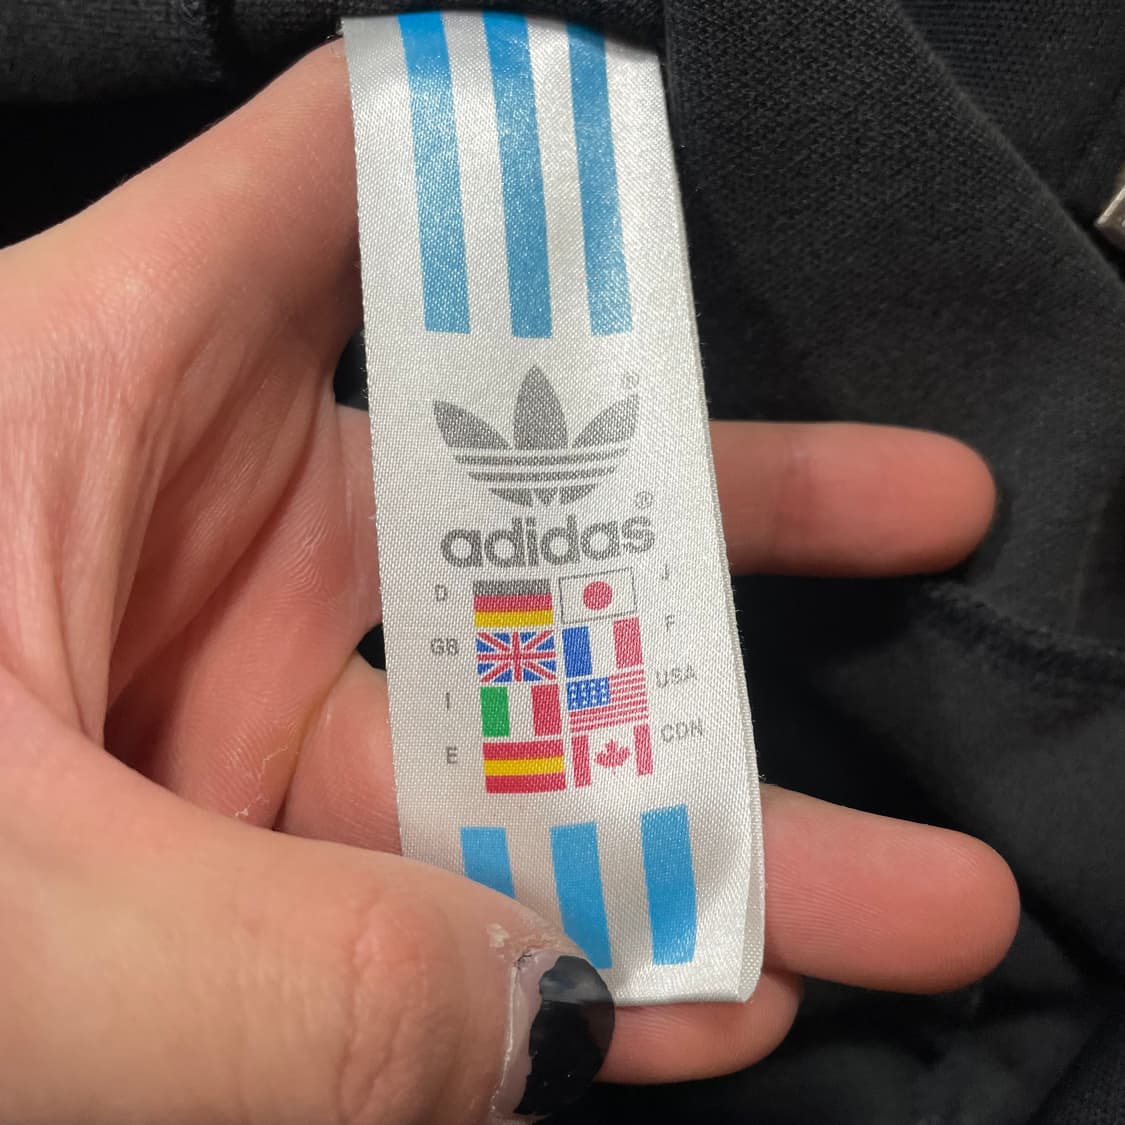 ®
®
adidas
D J
GB F
I USA
E CDN